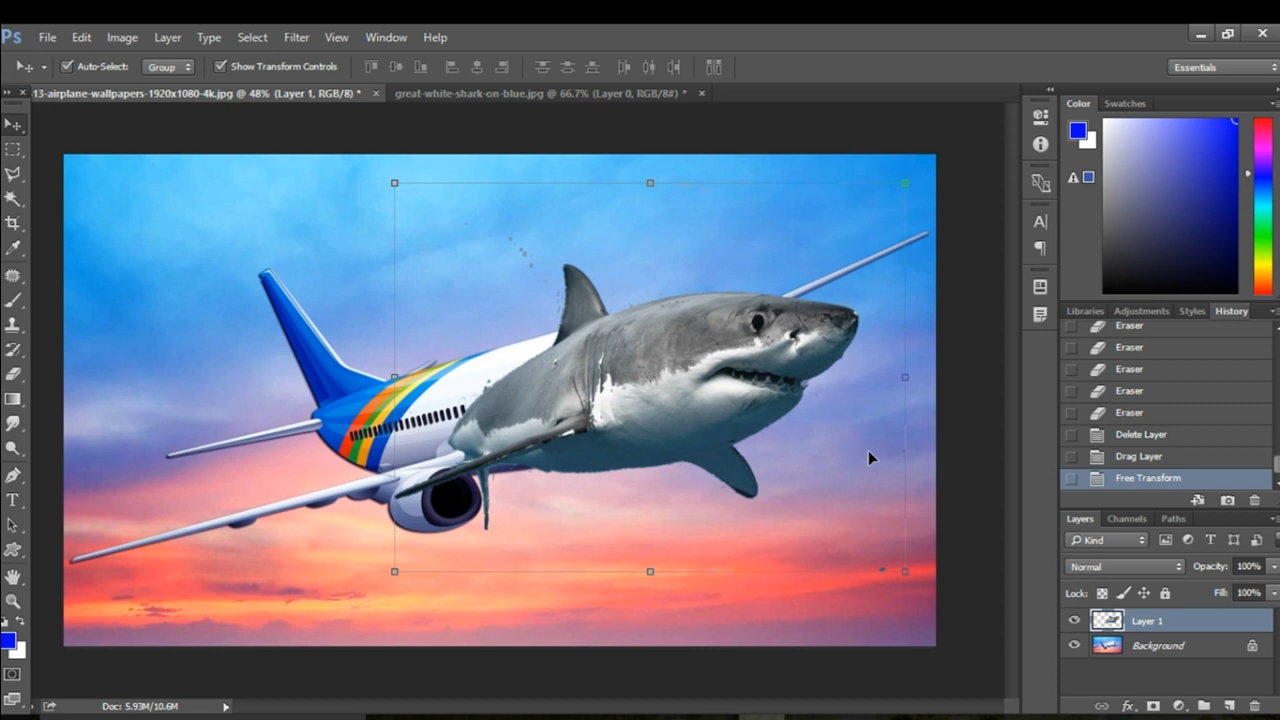 Ps File Edit Image Layer Type Select Filter View Window Help
Auto-Select: Group Show Transform Controls Essentials
13-airplane-wallpapers-1920x1080-4k.jpg @ 48% (Layer 1, RGB/8) * × great-white-shark-on-blue.jpg @ 66.7% (Layer 0, RGB/8#) * ×
Color Swatches
Libraries Adjustments Styles History
Eraser
Eraser
Eraser
Eraser
Eraser
Delete Layer
Drag Layer
Free Transform
Layers Channels Paths
Kind
Normal Opacity: 100%
Lock: Fill: 100%
Layer 1
Background
Doc: 5.93M/10.6M